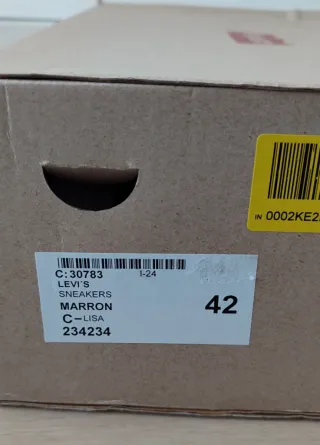 IN 0002KE2
C:30783 I-24
LEVI'S
SNEAKERS
MARRON
C-LISA
234234
42